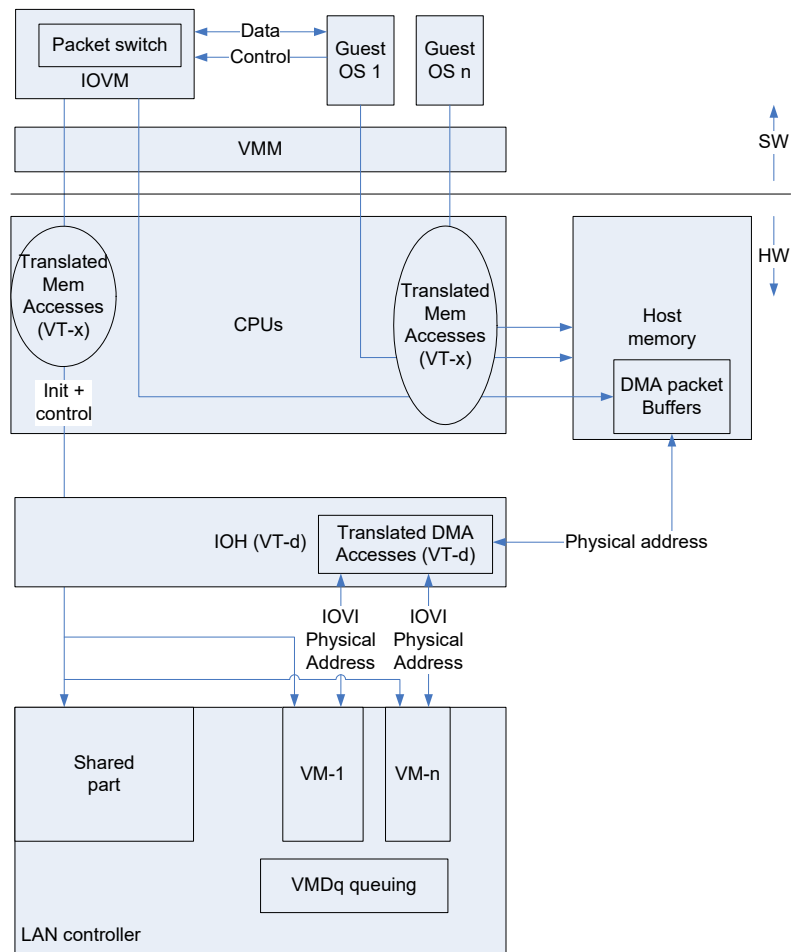 Packet switch
IOVM
Data
Control
Guest
OS 1
Guest
OS n
VMM
SW
HW
Translated
Mem
Accesses
(VT-x)
CPUs
Translated
Mem
Accesses
(VT-x)
Host
memory
DMA packet
Buffers
Init +
control
IOH (VT-d)
Translated DMA
Accesses (VT-d)
Physical address
IOVI
Physical
Address
IOVI
Physical
Address
Shared
part
VM-1
VM-n
VMDq queuing
LAN controller